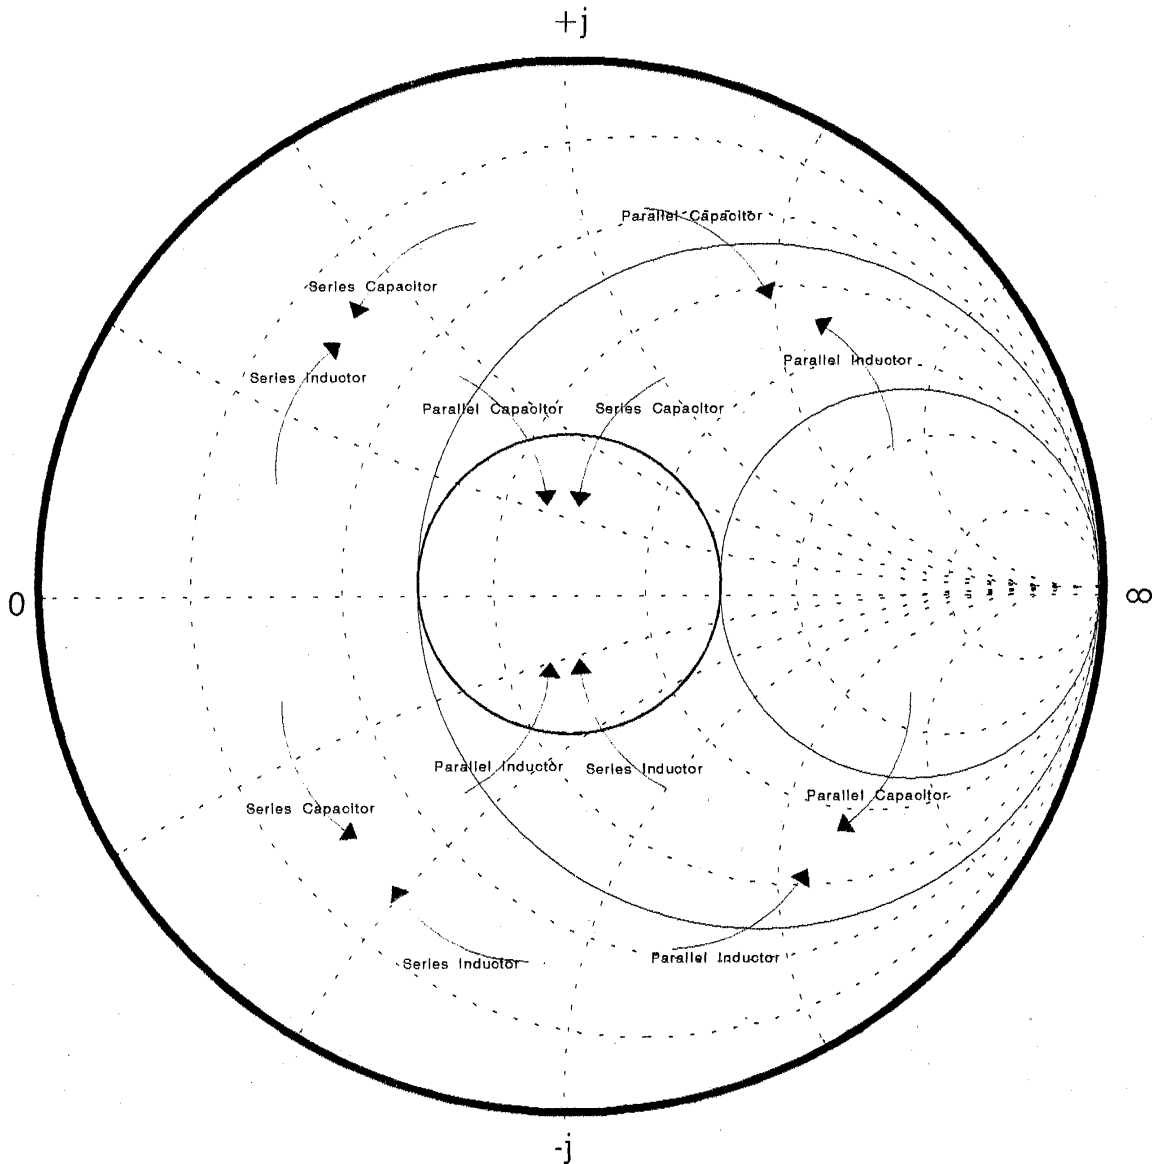 +j
Parallel Capacitor
Series Capacitor
Parallel Inductor
Series Inductor
Parallel Capacitor
Series Capacitor
0
∞
Parallel Inductor
Series Inductor
Parallel Capacitor
Series Capacitor
Parallel Inductor
Series Inductor
-j